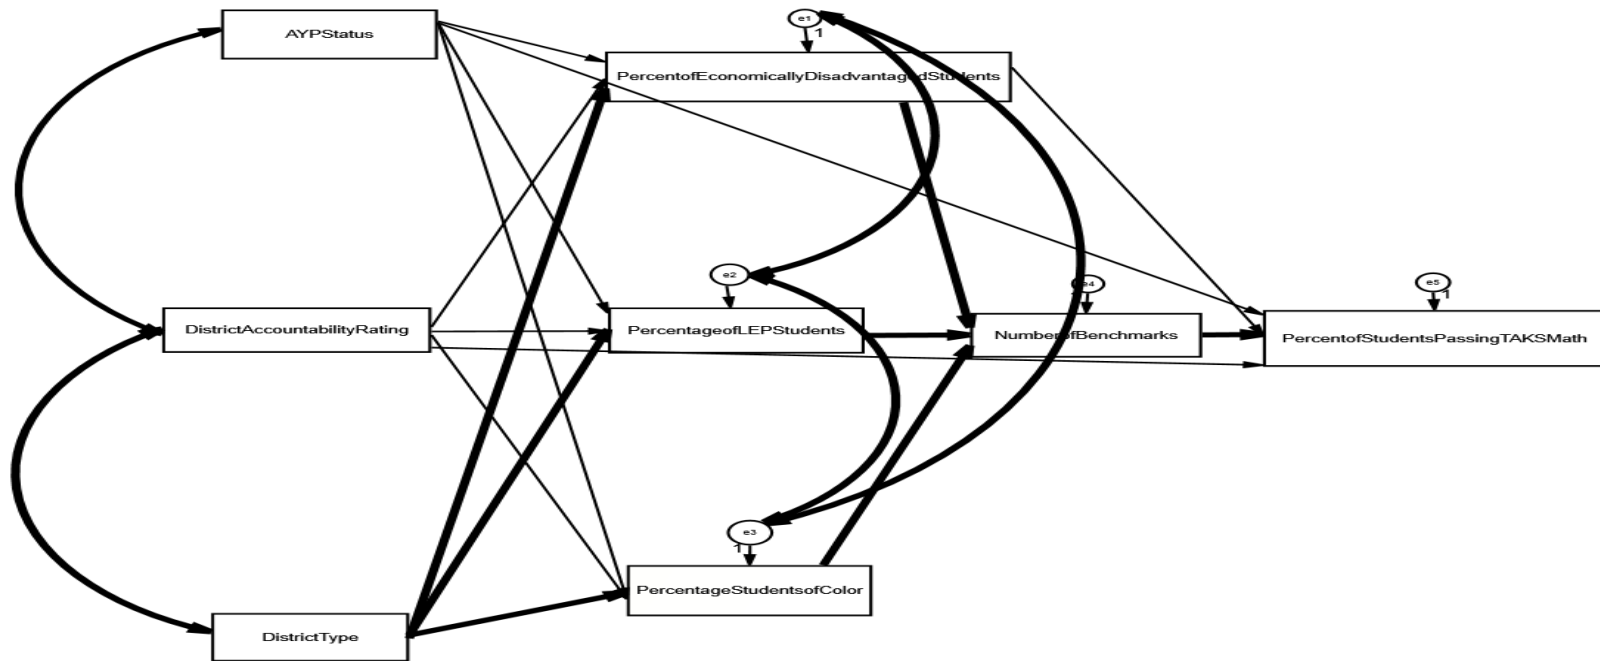 AYPStatus
e1
1
PercentofEconomicallyDisadvantagedStudents
e2
DistrictAccountabilityRating
PercentageofLEPStudents
e4
NumberofBenchmarks
e5
1
PercentofStudentsPassingTAKSMath
e3
1
PercentageStudentsofColor
DistrictType